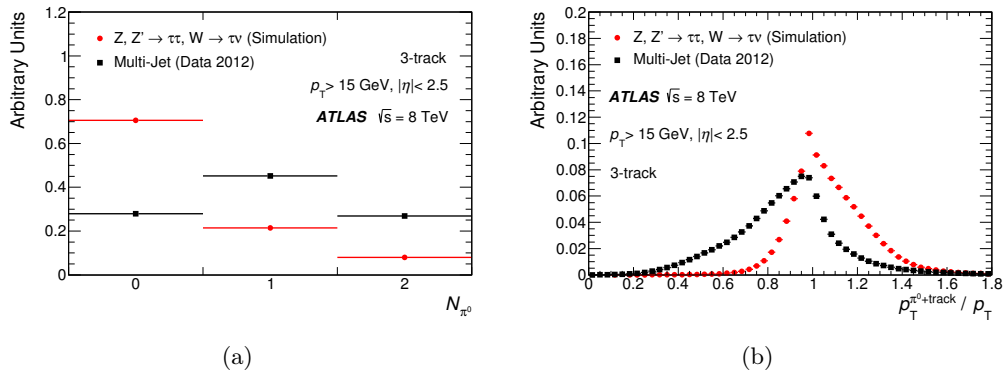 Arbitrary Units
1.2
1
0.8
0.6
0.4
0.2
0
Z, Z' → ττ, W → τν (Simulation)
Multi-Jet (Data 2012)
3-track
p_T> 15 GeV, |η|< 2.5
ATLAS √s = 8 TeV
0 1 2
N_π⁰
(a)
Arbitrary Units
0.2
0.18
0.16
0.14
0.12
0.1
0.08
0.06
0.04
0.02
0
Z, Z' → ττ, W → τν (Simulation)
Multi-Jet (Data 2012)
ATLAS √s = 8 TeV
p_T> 15 GeV, |η|< 2.5
3-track
0 0.2 0.4 0.6 0.8 1 1.2 1.4 1.6 1.8
p_T^π⁰+track / p_T
(b)